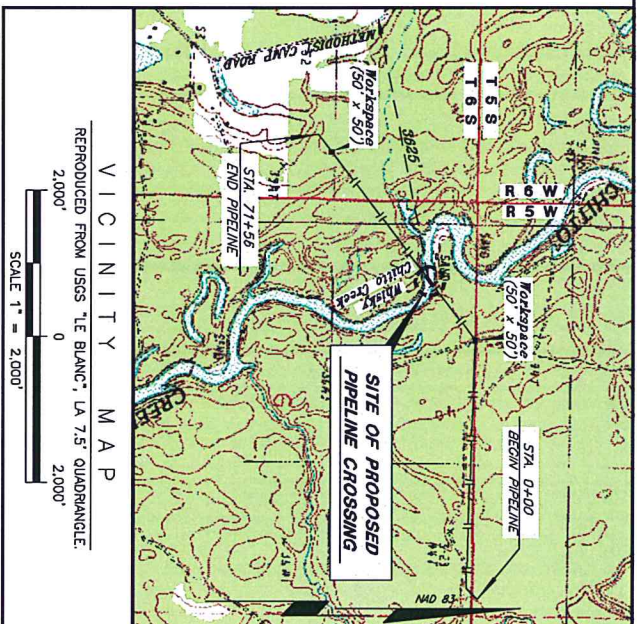 T 5 S
T 6 S
R 6 W
R 5 W
CHITTO
METHODIST CAMP ROAD
Workspace
(50' x 50')
3625'
STA. 71+56
END PIPELINE
Whisky
Chitto Creek
Workspace
(50' x 50')
STA. 0+00
BEGIN PIPELINE
SITE OF PROPOSED
PIPELINE CROSSING
NAD 83
VICINITY MAP
REPRODUCED FROM USGS "LE BLANC", LA 7.5' QUADRANGLE.
2,000' 0 2,000'
SCALE 1" = 2,000'